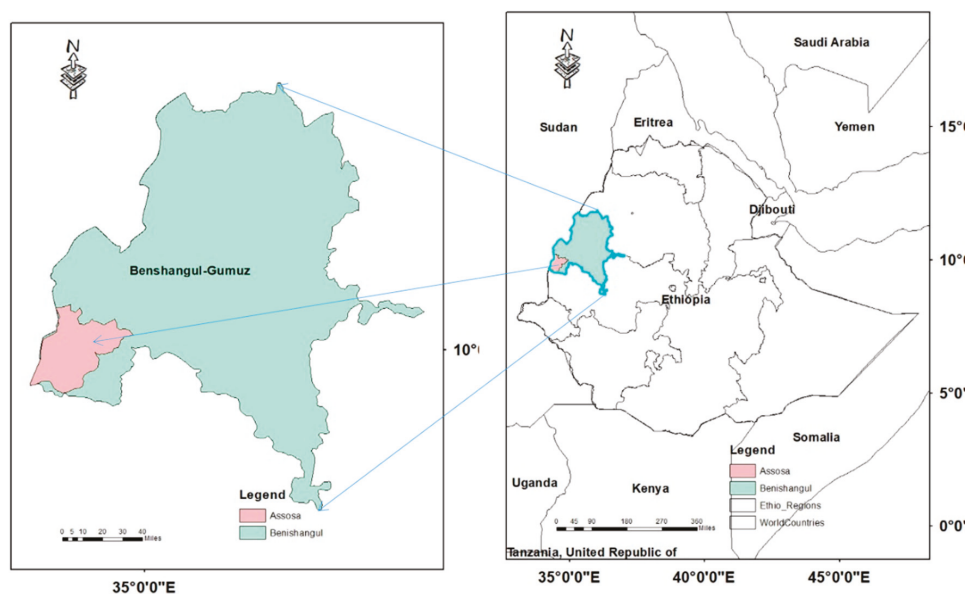 N
Benshangul-Gumuz
10°
Legend
Assosa
Benishangul
0 5 10 20 30 40
Miles
35°0'0"E
N
Saudi Arabia
Sudan
Eritrea
Yemen
15°0'
Djibouti
10°0'
Ethiopia
5°0'
Somalia
Legend
Assosa
Benishangul
Ethio_Regions
WorldCountries
Uganda
Kenya
0 45 90 180 270 360
Miles
0°0'
Tanzania, United Republic of
35°0'0"E
40°0'0"E
45°0'0"E